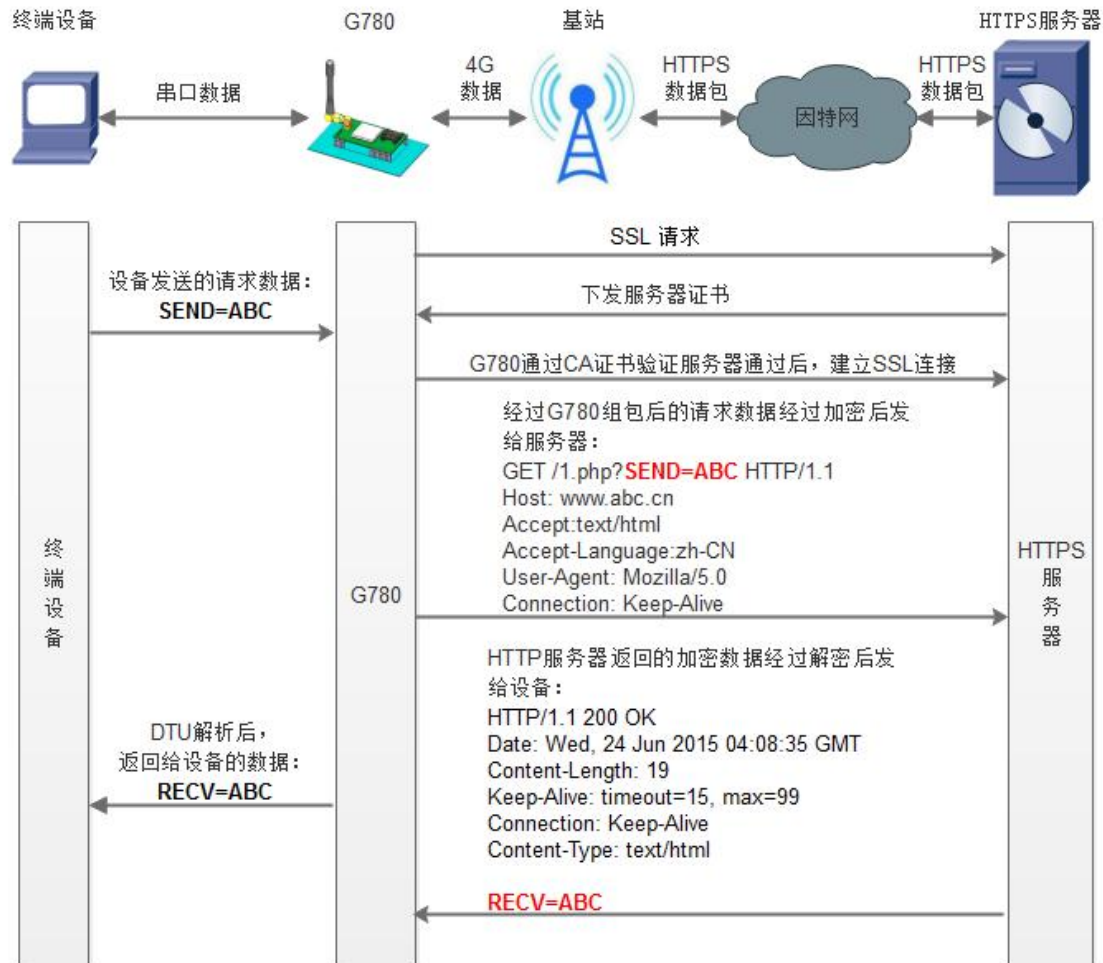 终端设备
G780
基站
HTTPS服务器
串口数据
4G
数据
HTTPS
数据包
因特网
HTTPS
数据包
SSL 请求
设备发送的请求数据：
SEND=ABC
下发服务器证书
G780通过CA证书验证服务器通过后，建立SSL连接
经过G780组包后的请求数据经过加密后发
给服务器：
GET /1.php?SEND=ABC HTTP/1.1
Host: www.abc.cn
Accept:text/html
Accept-Language:zh-CN
User-Agent: Mozilla/5.0
Connection: Keep-Alive
终
端
设
备
G780
HTTPS
服
务
器
HTTP服务器返回的加密数据经过解密后发
给设备：
HTTP/1.1 200 OK
Date: Wed, 24 Jun 2015 04:08:35 GMT
Content-Length: 19
Keep-Alive: timeout=15, max=99
Connection: Keep-Alive
Content-Type: text/html
RECV=ABC
DTU解析后，
返回给设备的数据：
RECV=ABC